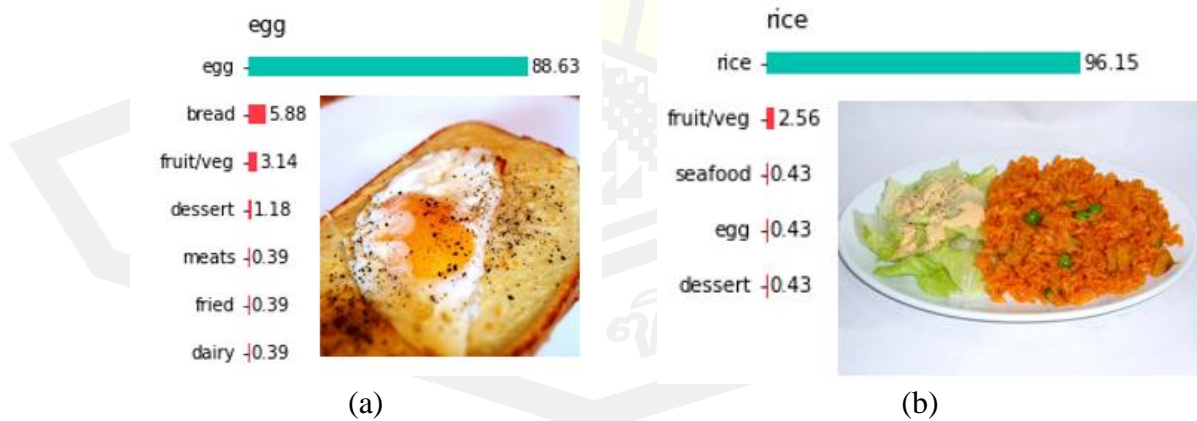 egg
egg 88.63
bread 5.88
fruit/veg 3.14
dessert 1.18
meats 0.39
fried 0.39
dairy 0.39
(a)
rice
rice 96.15
fruit/veg 2.56
seafood 0.43
egg 0.43
dessert 0.43
(b)